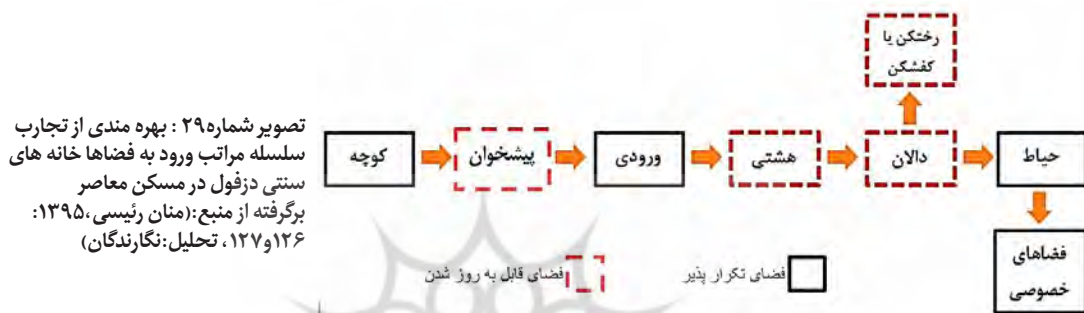 تصویر شماره۲۹ : بهره مندی از تجارب
سلسله مراتب ورود به فضاها خانه های
سنتی دزفول در مسکن معاصر
برگرفته از منبع:(منان رئیسی،۱۳۹۵:
۱۲۶و۱۲۷، تحلیل:نگارندگان)
کوچه
پیشخوان
ورودی
هشتی
دالان
رختکن یا
کفشکن
حیاط
فضاهای
خصوصی
فضای تکرار پذیر
فضای قابل به روز شدن